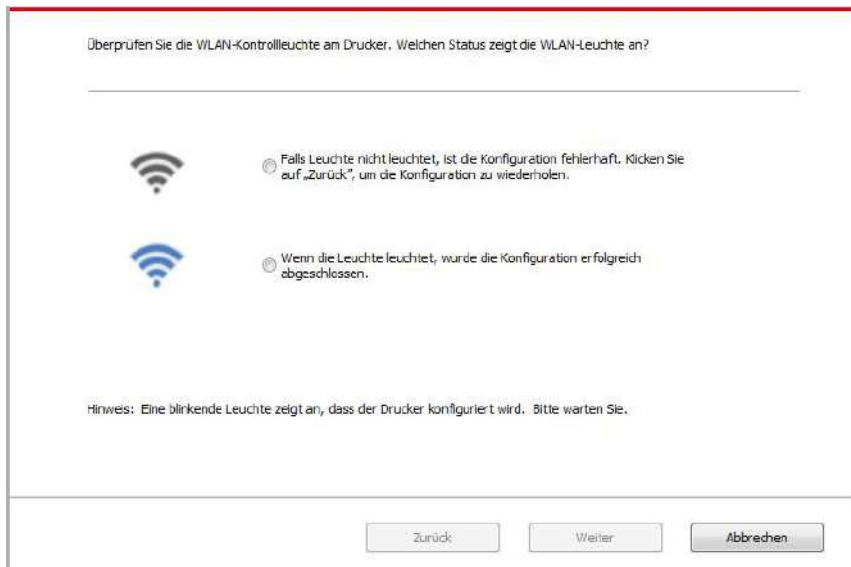 Überprüfen Sie die WLAN-Kontrollleuchte am Drucker. Welchen Status zeigt die WLAN-Leuchte an?
Falls Leuchte nicht leuchtet, ist die Konfiguration fehlerhaft. Klicken Sie
auf „Zurück”, um die Konfiguration zu wiederholen.
Wenn die Leuchte leuchtet, wurde die Konfiguration erfolgreich
abgeschlossen.
Hinweis: Eine blinkende Leuchte zeigt an, dass der Drucker konfiguriert wird. Bitte warten Sie.
Zurück
Weiter
Abbrechen